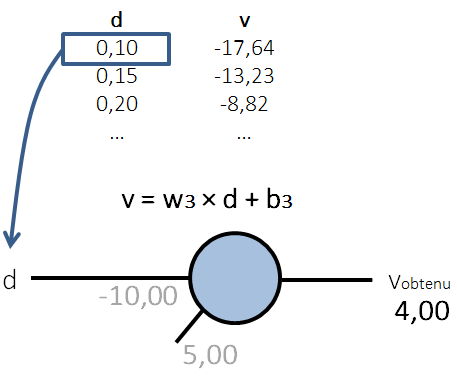 d v
0,10 -17,64
0,15 -13,23
0,20 -8,82
... ...
v = w3 × d + b3
d
-10,00
Vobtenu
4,00
5,00